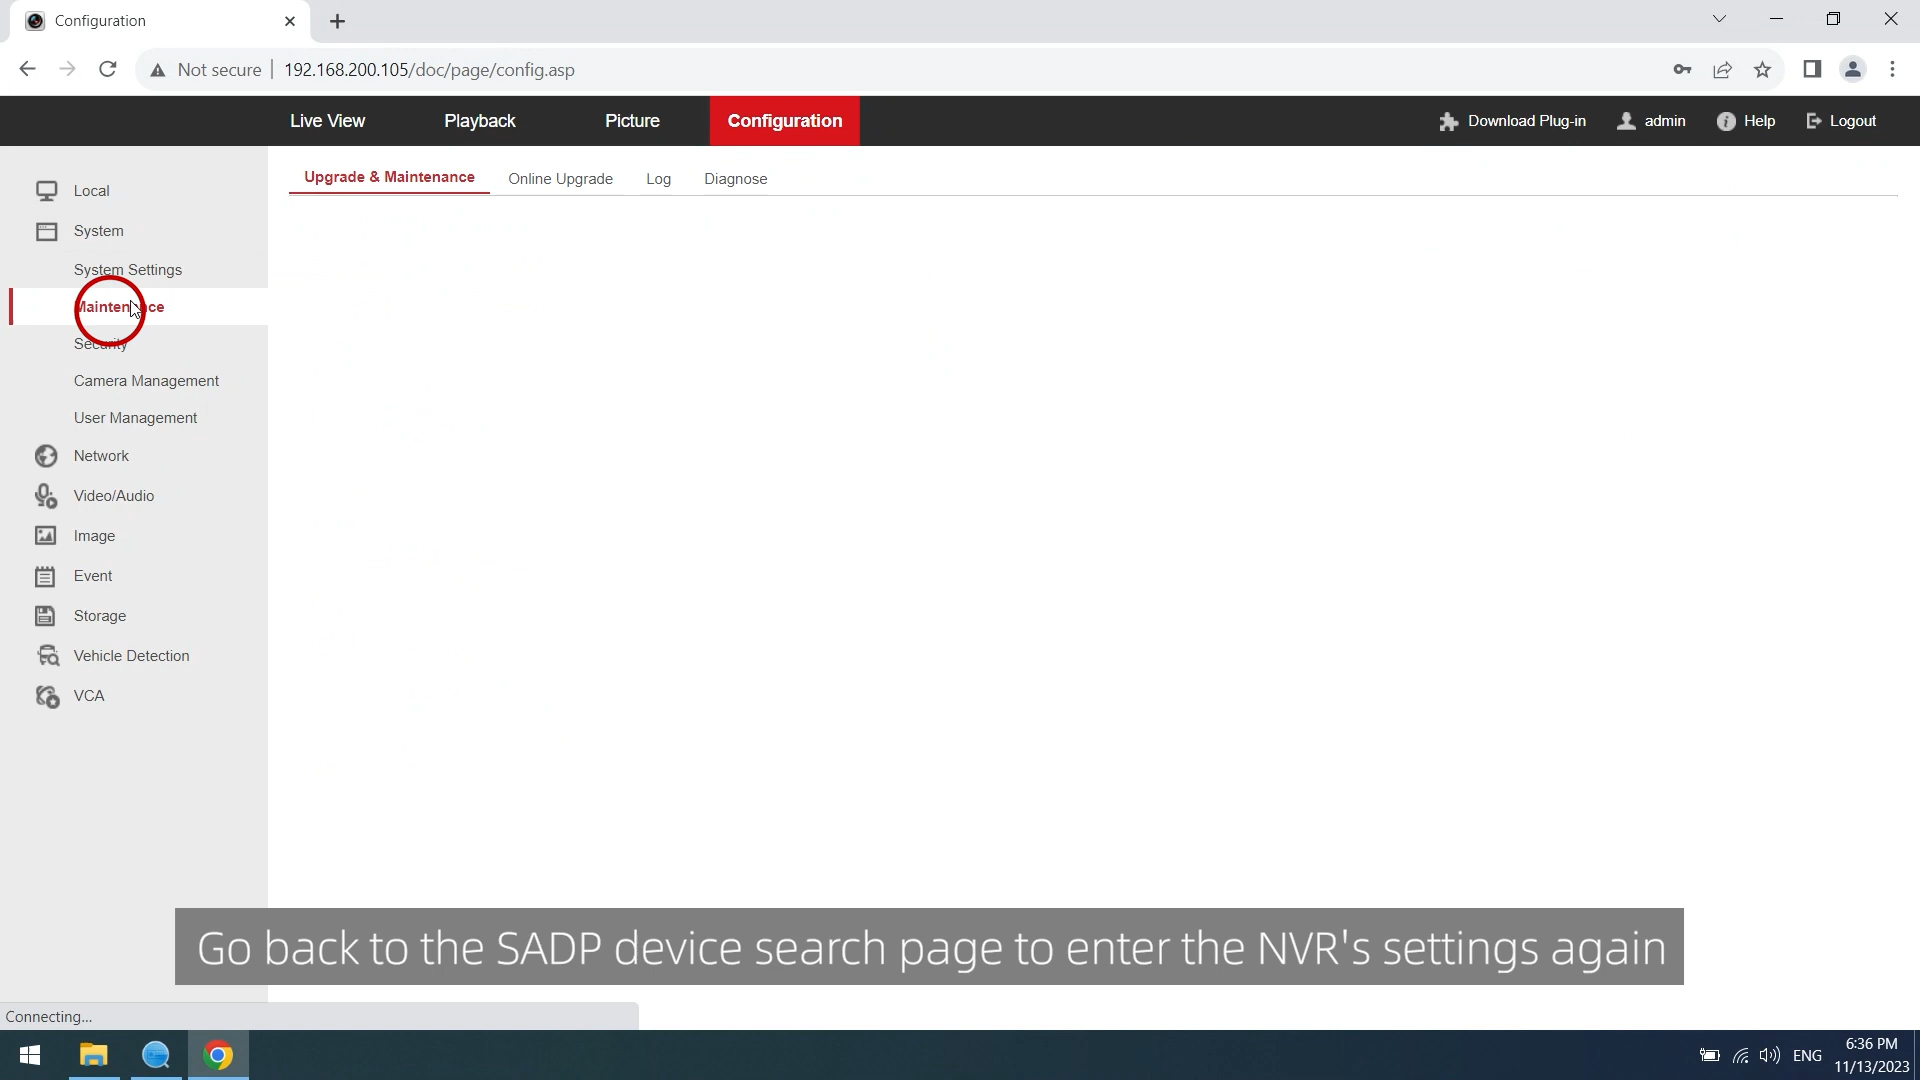 Configuration
Not secure
192.168.200.105/doc/page/config.asp
Live View
Playback
Picture
Configuration
Download Plug-in
admin
Help
Logout
Local
System
System Settings
Maintenance
Security
Camera Management
User Management
Network
Video/Audio
Image
Event
Storage
Vehicle Detection
VCA
Upgrade & Maintenance
Online Upgrade
Log
Diagnose
Go back to the SADP device search page to enter the NVR's settings again
Connecting...
ENG
6:36 PM
11/13/2023